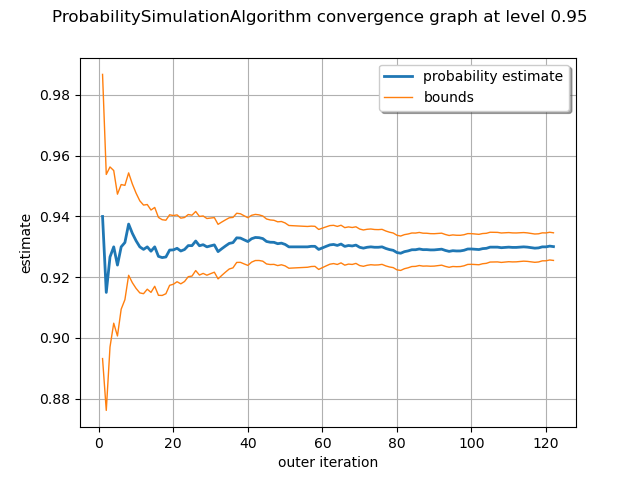 ProbabilitySimulationAlgorithm convergence graph at level 0.95
probability estimate
bounds
estimate
0.98
0.96
0.94
0.92
0.90
0.88
0 20 40 60 80 100 120
outer iteration